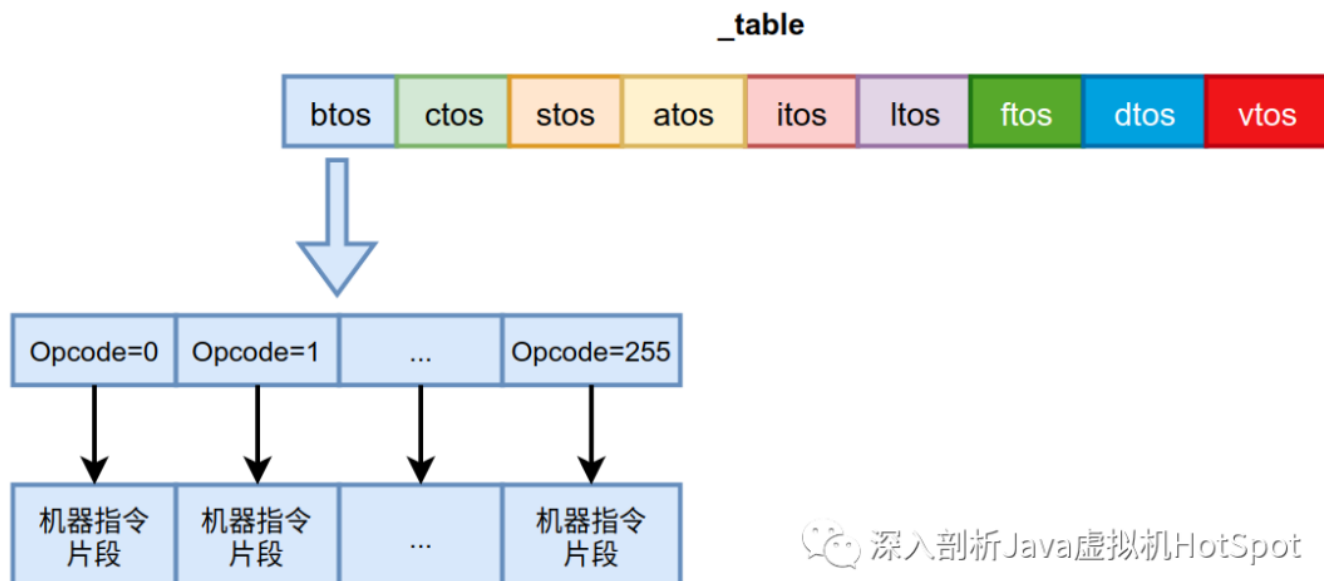 _table
btos ctos stos atos itos ltos ftos dtos vtos
Opcode=0 Opcode=1 ... Opcode=255
机器指令 机器指令 ... 机器指令
片段 片段 片段
深入剖析Java虚拟机HotSpot